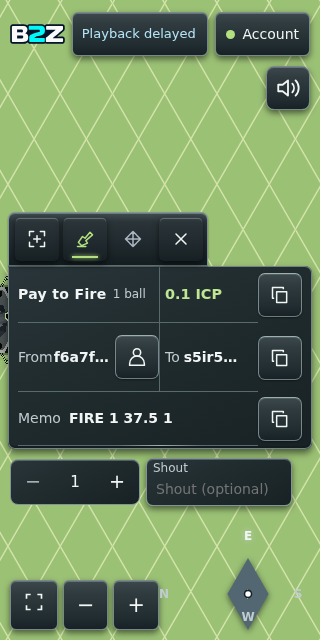 B2Z
Playback delayed
Account
Pay to Fire 1 ball
0.1 ICP
From f6a7f...
To s5ir5...
Memo FIRE 1 37.5 1
− 1 +
Shout
Shout (optional)
E
N
S
W
− +